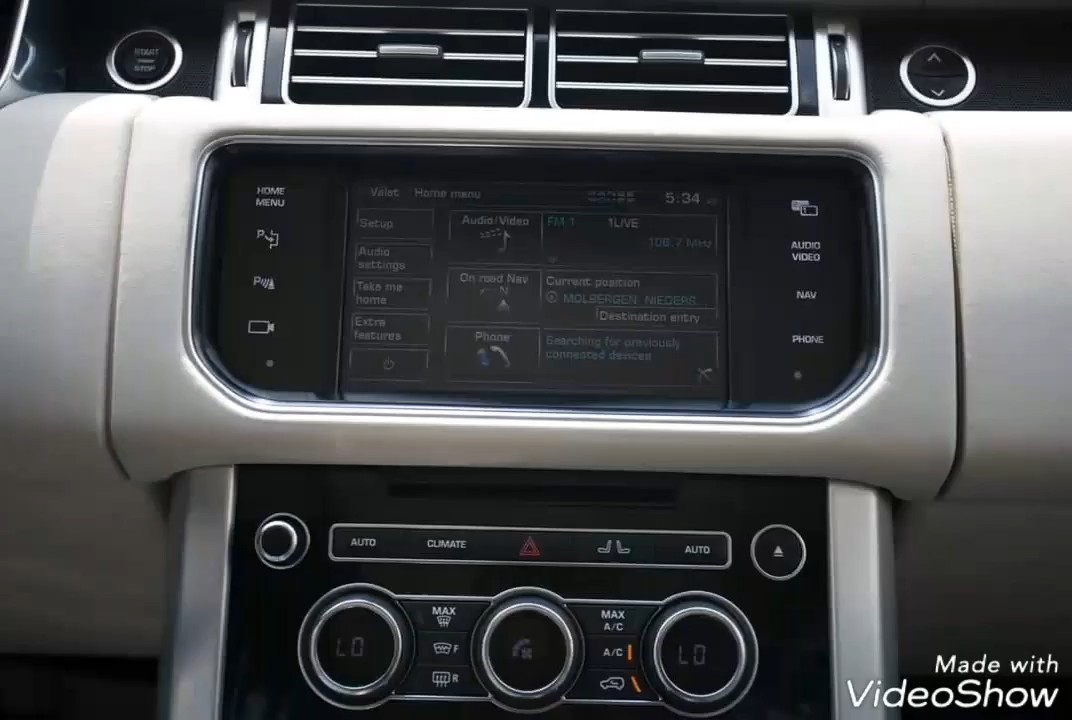 START
STOP
HOME
MENU
Valet
Home menu
RANGE
ROVER
5:34
Setup
Audio
settings
Take me
home
Extra
features
Audio/Video
FM 1
1LIVE
106.7 MHz
On road Nav
N
Current position
MOLBERGEN, NIEDERS...
Destination entry
Phone
Searching for previously
connected devices
AUDIO
VIDEO
NAV
PHONE
AUTO
CLIMATE
AUTO
LO
MAX
F
R
MAX
A/C
A/C
LO
Made with
VideoShow